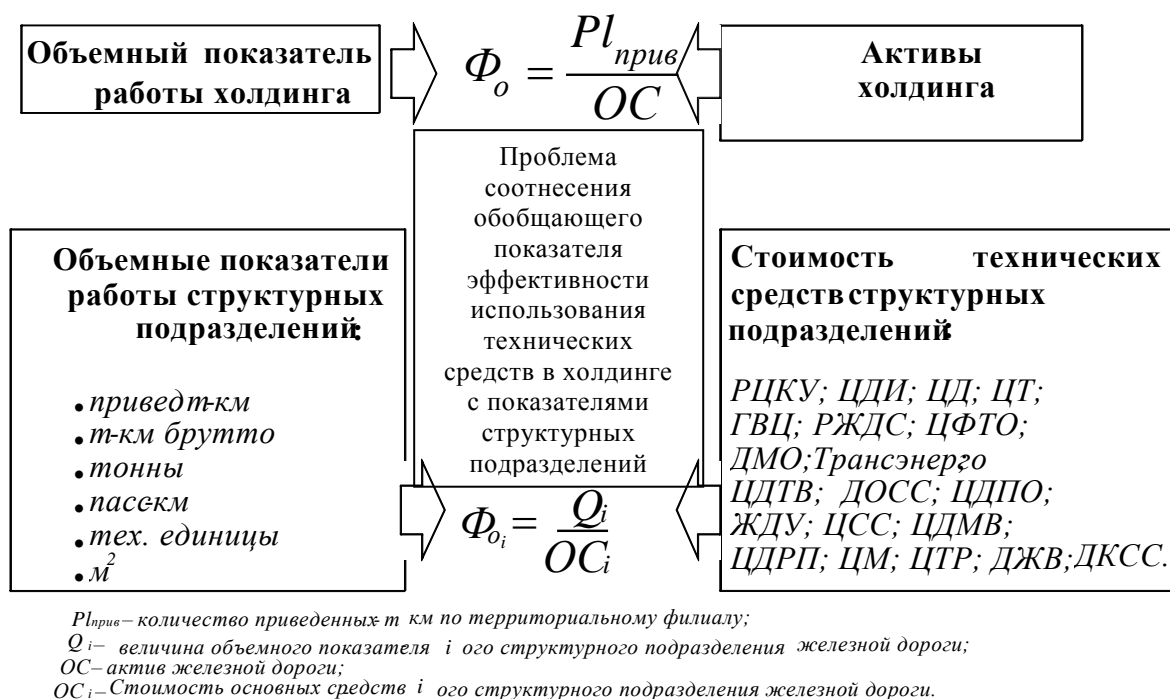 Объемный показатель
работы холдинга
Фо = Plприв / ОС
Активы
холдинга
Проблема
соотнесения
обобщающего
показателя
эффективности
использования
технических
средств в холдинге
с показателями
структурных
подразделений
Объемные показатели
работы структурных
подразделений:
• привед т-км
• т-км брутто
• тонны
• пасс-км
• тех. единицы
• м²
Фоi = Qi / ОСi
Стоимость технических
средств структурных
подразделений:
РЦКУ; ЦДИ; ЦД; ЦТ;
ГВЦ; РЖДС; ЦФТО;
ДМО; Трансэнерго;
ЦДТВ; ДОСС; ЦДПО;
ЖДУ; ЦСС; ЦДМВ;
ЦДРП; ЦМ; ЦТР; ДЖВ; ДКСС.
Plприв – количество приведенных т км по территориальному филиалу;
Q i – величина объемного показателя i ого структурного подразделения железной дороги;
ОС – актив железной дороги;
ОС i – Стоимость основных средств i ого структурного подразделения железной дороги.